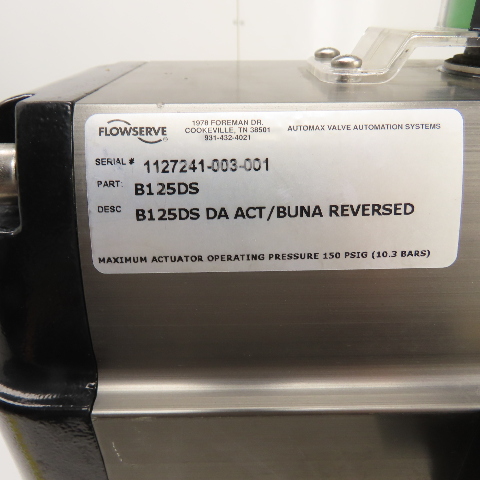 FLOWSERVE
1978 FOREMAN DR.
COOKEVILLE, TN 38501
931-432-4021
AUTOMAX VALVE AUTOMATION SYSTEMS
SERIAL # 1127241-003-001
PART: B125DS
DESC B125DS DA ACT/BUNA REVERSED
MAXIMUM ACTUATOR OPERATING PRESSURE 150 PSIG (10.3 BARS)